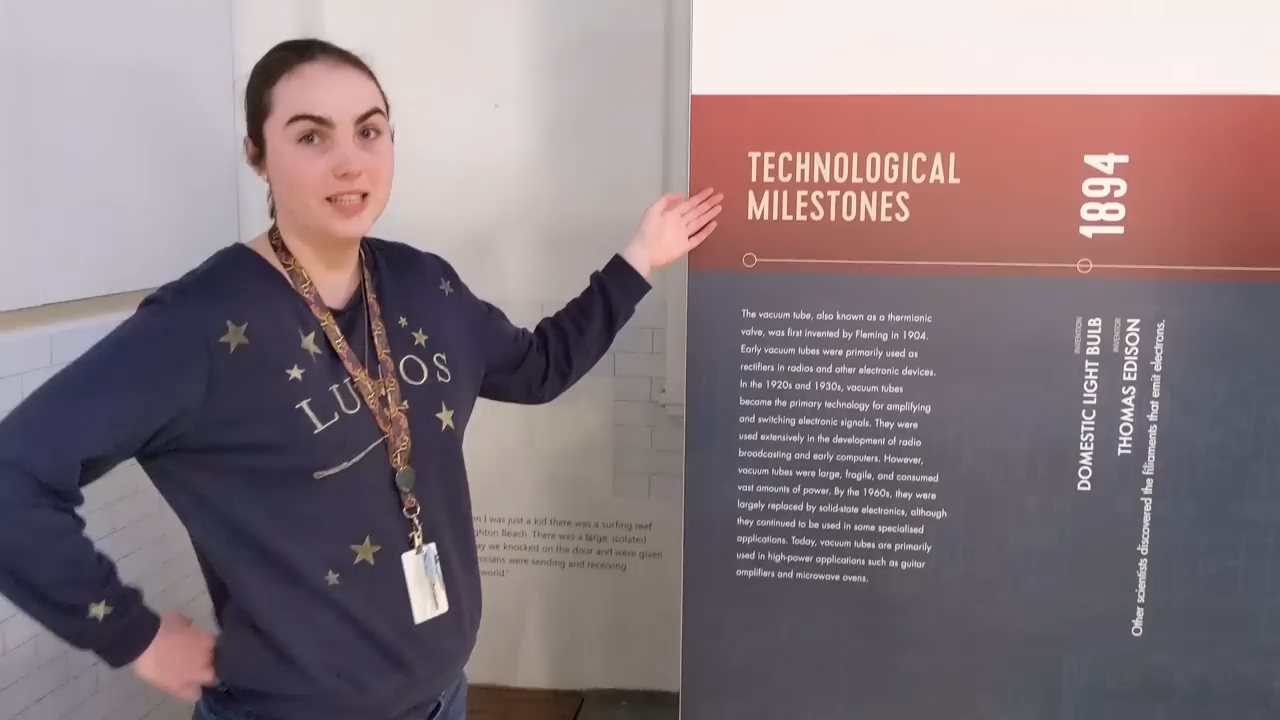 TECHNOLOGICAL
MILESTONES
The vacuum tube, also known as a thermionic
valve, was first invented by Fleming in 1904.
Early vacuum tubes were primarily used as
rectifiers in radios and other electronic devices.
In the 1920s and 1930s, vacuum tubes
became the primary technology for amplifying
and switching electronic signals. They were
used extensively in the development of radio
broadcasting and early computers. However,
vacuum tubes were large, fragile, and consumed
vast amounts of power. By the 1960s, they were
largely replaced by solid-state electronics, although
they continued to be used in some specialised
applications. Today, vacuum tubes are primarily
used in high-power applications such as guitar
amplifiers and microwave ovens.
1894
INVENTION
DOMESTIC LIGHT BULB
INVENTOR
THOMAS EDISON
Other scientists discovered the filiaments that emit electrons.
LU OS
I was just a kid there was a surfing reef
Beach. There was a large, isolated
we knocked on the door and were given
were sending and receiving
world.'